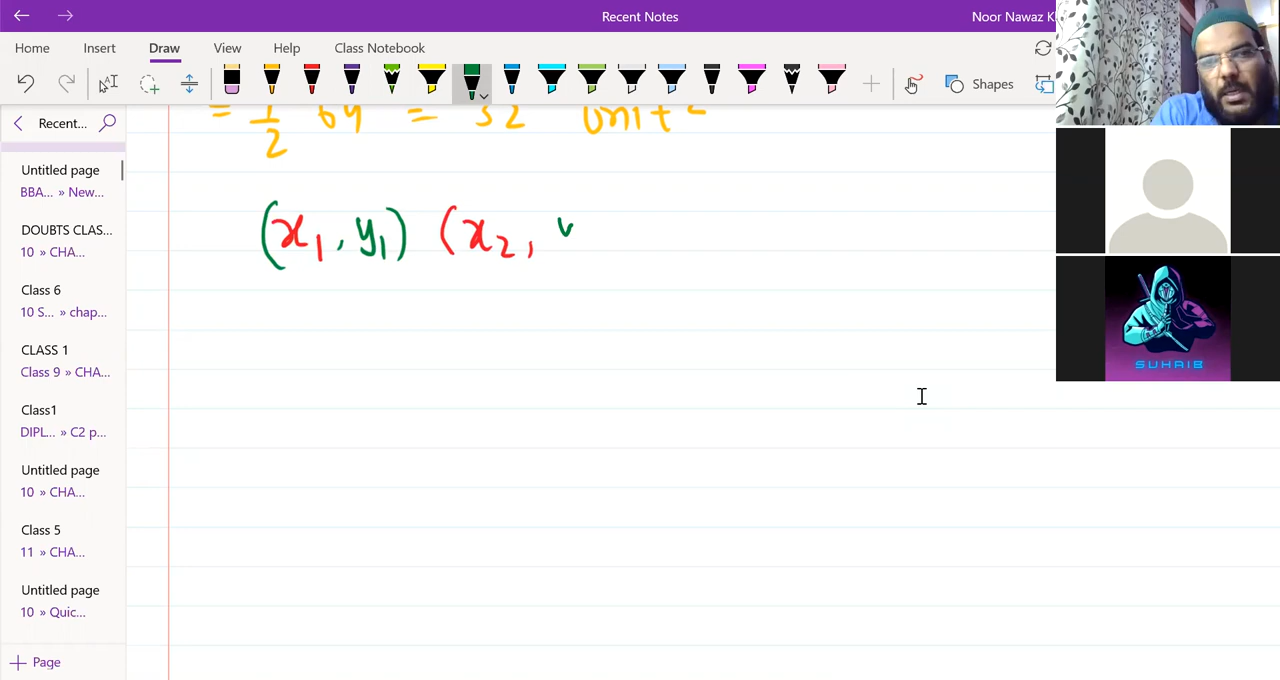 Recent Notes
Noor Nawaz K
Home Insert Draw View Help Class Notebook
Shapes
Recent...
= 1/2 64 = 32 unit²
Untitled page
BBA... » New...
DOUBTS CLAS...
10 » CHA...
Class 6
10 S... » chap...
CLASS 1
Class 9 » CHA...
Class1
DIPL... » C2 p...
Untitled page
10 » CHA...
Class 5
11 » CHA...
Untitled page
10 » Quic...
Page
(x₁, y₁) (x₂,
SUHAIB